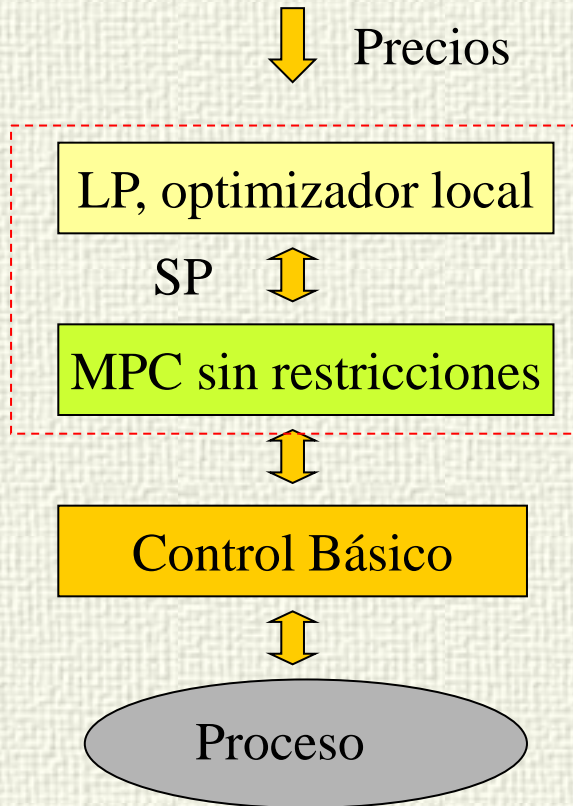 Precios
LP, optimizador local
SP
MPC sin restricciones
Control Básico
Proceso